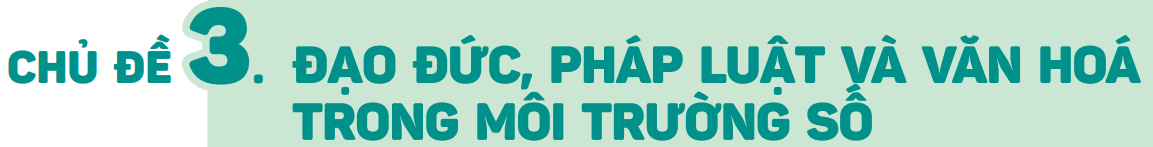 CHỦ ĐỀ 3. ĐẠO ĐỨC, PHÁP LUẬT VÀ VĂN HOÁ
TRONG MÔI TRƯỜNG SỐ